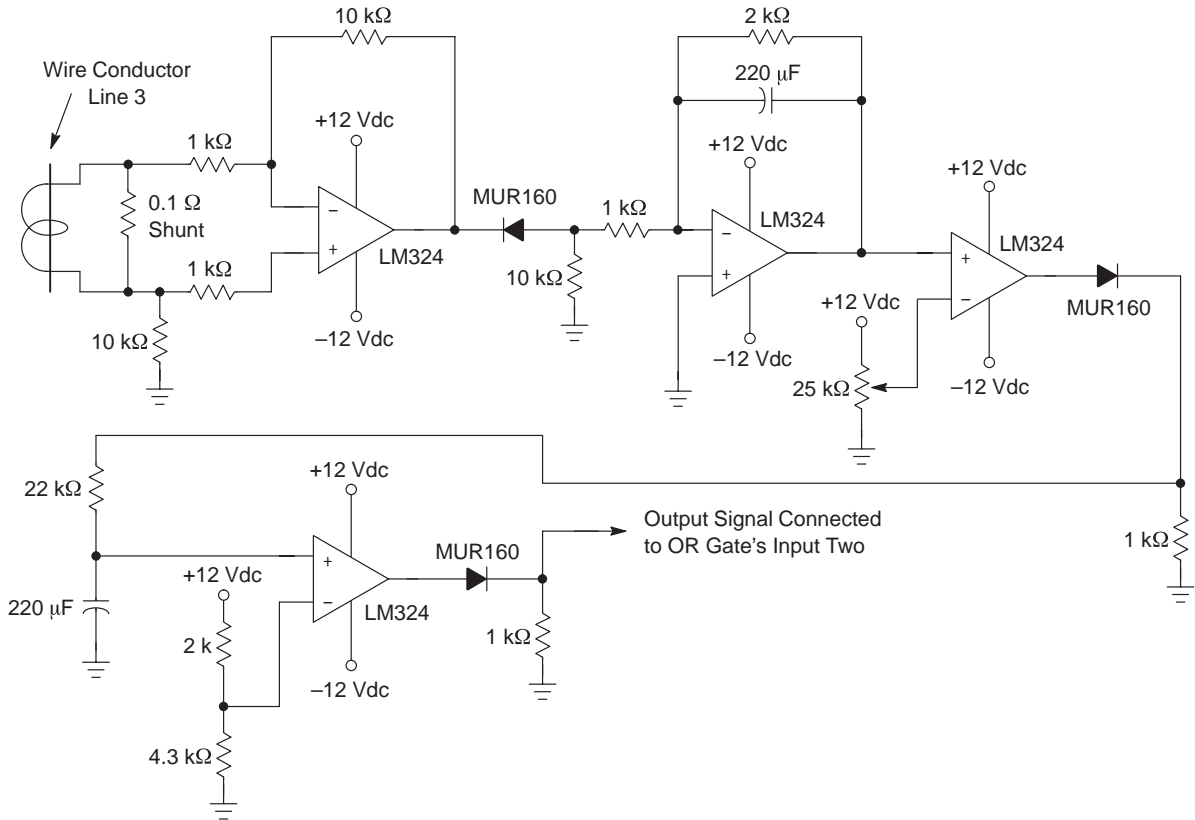 10 kΩ
2 kΩ
Wire Conductor
Line 3
220 µF
+12 Vdc
1 kΩ
+12 Vdc
+12 Vdc
0.1 Ω
Shunt
−
+
MUR160
LM324
1 kΩ
−
+
LM324
+
−
LM324
1 kΩ
10 kΩ
MUR160
+12 Vdc
10 kΩ
–12 Vdc
–12 Vdc
25 kΩ
–12 Vdc
22 kΩ
+12 Vdc
Output Signal Connected
to OR Gate's Input Two
1 kΩ
MUR160
+
−
+12 Vdc
220 µF
LM324
2 k
1 kΩ
–12 Vdc
4.3 kΩ